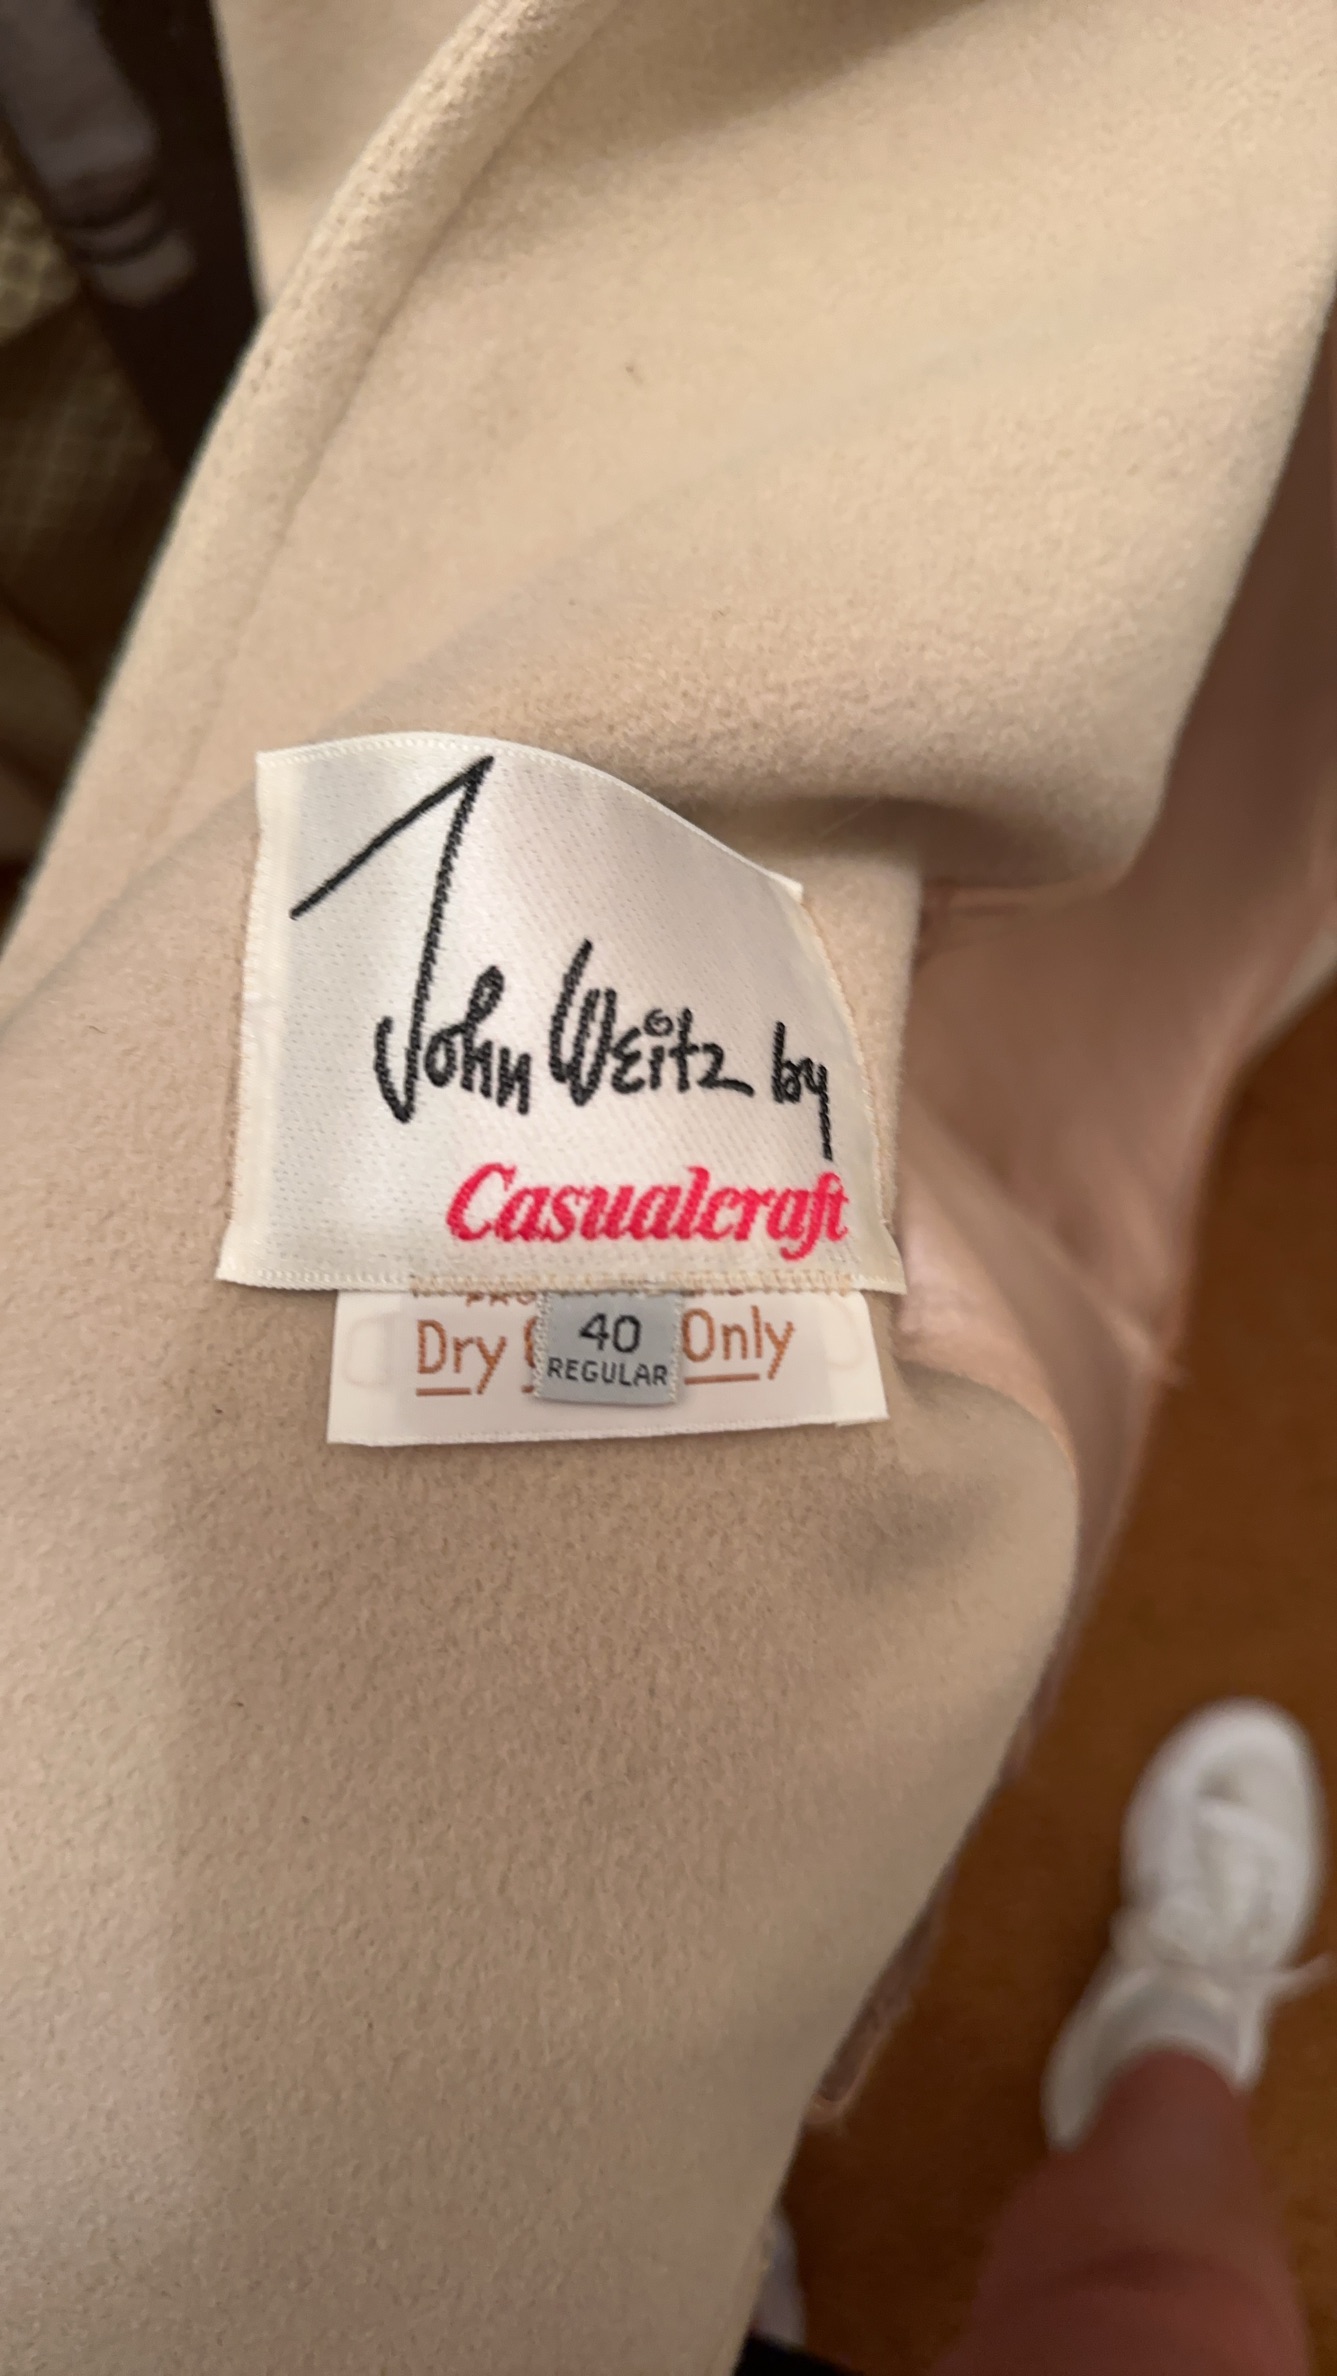 John Weitz by
Casualcraft
Dry Only
40
REGULAR